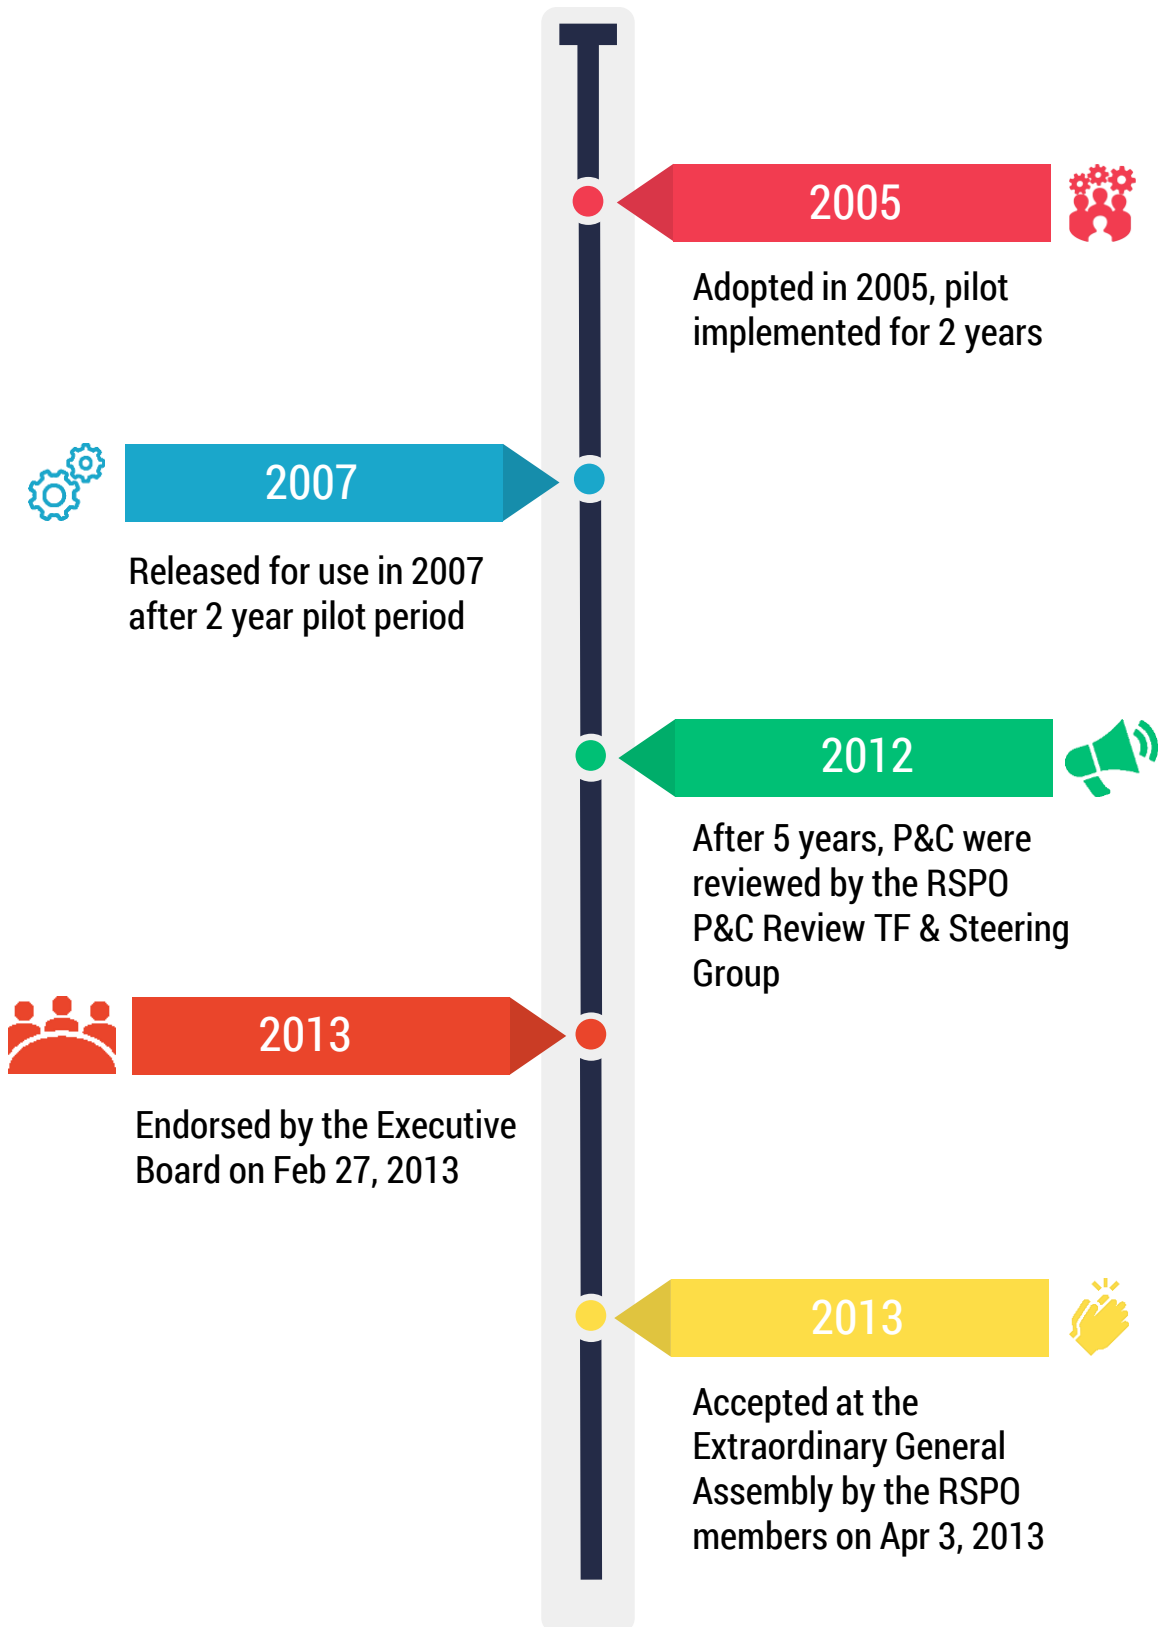 2005
Adopted in 2005, pilot
implemented for 2 years
2007
Released for use in 2007
after 2 year pilot period
2012
After 5 years, P&C were
reviewed by the RSPO
P&C Review TF & Steering
Group
2013
Endorsed by the Executive
Board on Feb 27, 2013
2013
Accepted at the
Extraordinary General
Assembly by the RSPO
members on Apr 3, 2013